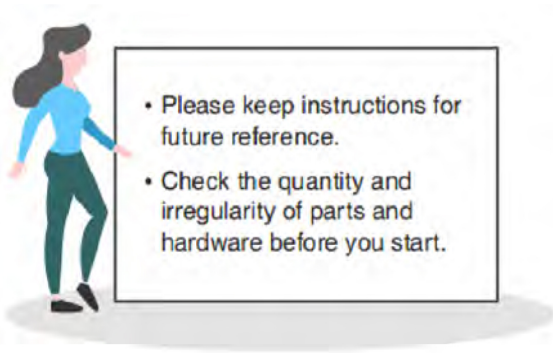 • Please keep instructions for
future reference.
• Check the quantity and
irregularity of parts and
hardware before you start.